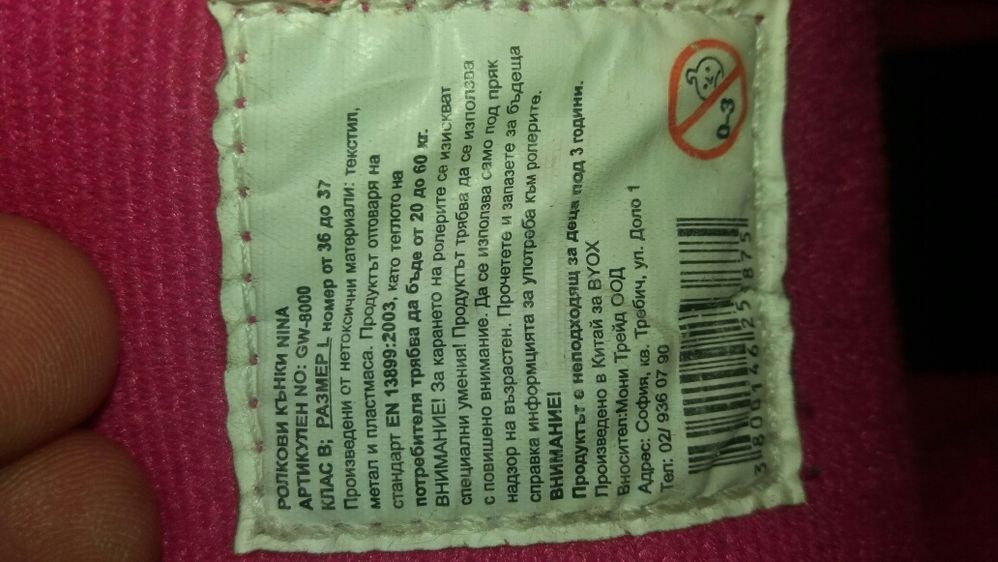 РОЛКОВИ КЪНКИ NINA
АРТИКУЛЕН NO: GW-8000
КЛАС B; РАЗМЕР L номер от 36 до 37
Произведени от нетоксични материали: текстил,
метал и пластмаса. Продуктът отговаря на
стандарт EN 13899:2003, като теглото на
потребителя трябва да бъде от 20 до 60 кг.
ВНИМАНИЕ! За карането на ролерите се изискват
специални умения! Продуктът трябва да се използва
с повишено внимание. Да се използва само под пряк
надзор на възрастен. Прочетете и запазете за бъдеща
справка информцията за употреба към ролерите.
ВНИМАНИЕ!
Продуктът е неподходящ за деца под 3 години.
Произведено в Китай за BYOX
Вносител:Мони Трейд ООД
Адрес: София, кв. Требич, ул. Доло 1
Тел: 02/ 936 07 90
0-3